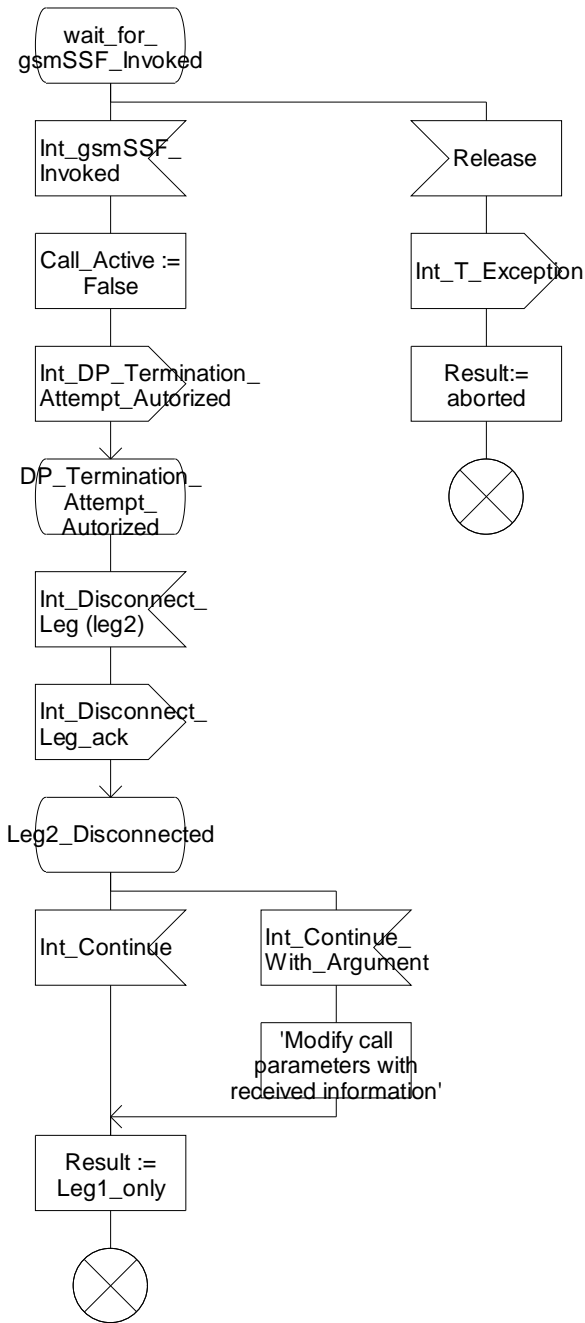 wait_for_
gsmSSF_Invoked
Int_gsmSSF_
Invoked
Release
Call_Active :=
False
Int_T_Exception
Int_DP_Termination_
Attempt_Autorized
Result:=
aborted
DP_Termination_
Attempt_
Autorized
Int_Disconnect_
Leg (leg2)
Int_Disconnect_
Leg_ack
Leg2_Disconnected
Int_Continue
Int_Continue_
With_Argument
'Modify call
parameters with
received information'
Result :=
Leg1_only